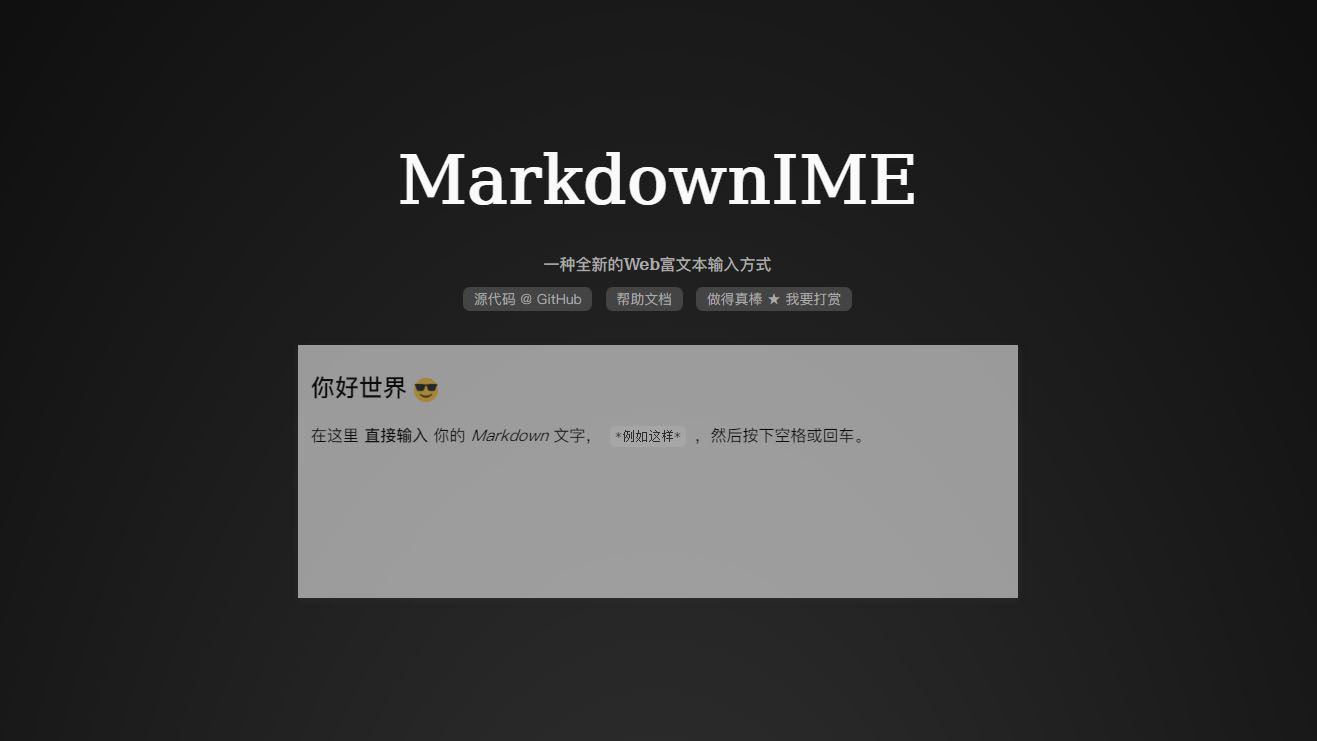 MarkdownIME
一种全新的Web富文本输入方式
源代码 @ GitHub 帮助文档 做得真棒 ★ 我要打赏
你好世界 😎
在这里 直接输入 你的 Markdown 文字， *例如这样* ，然后按下空格或回车。